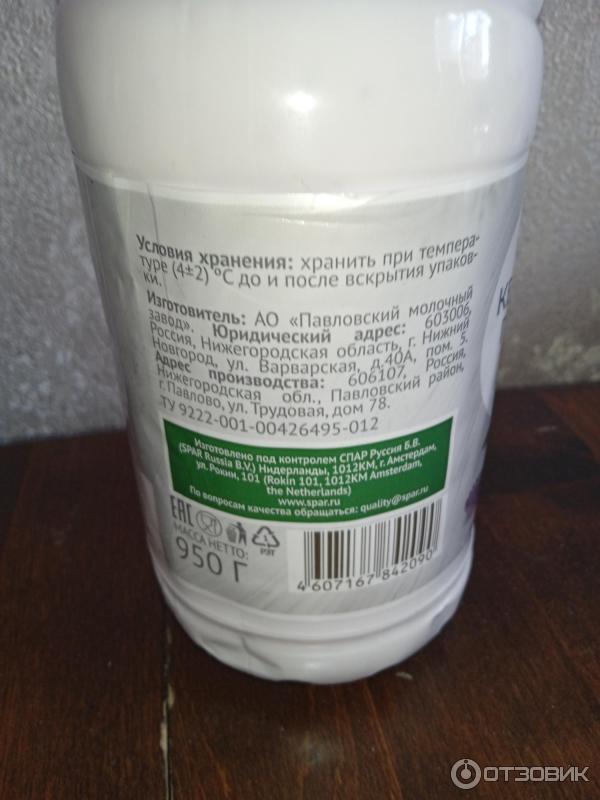 Условия хранения: хранить при темпера-
туре (4±2) °С до и после вскрытия упаков-
ки.
Изготовитель: АО «Павловский молочный
завод». Юридический адрес: 603006,
Россия, Нижегородская область, г. Нижний
Новгород, ул. Варварская, д.40А, пом. 5.
Адрес производства: 606107, Россия,
Нижегородская обл., Павловский район,
г. Павлово, ул. Трудовая, дом 78.
ТУ 9222-001-00426495-012
Изготовлено под контролем СПАР Руссия Б.В.
(SPAR Russia B.V.) Нидерланды, 1012КМ, г. Амстердам,
ул. Рокин, 101 (Rokin 101, 1012KM Amsterdam,
the Netherlands)
www.spar.ru
По вопросам качества обращаться: quality@spar.ru
EAC
МАССА НЕТТО:
950 Г
1
PЭT
4 607167 842090
ОТЗОВИК